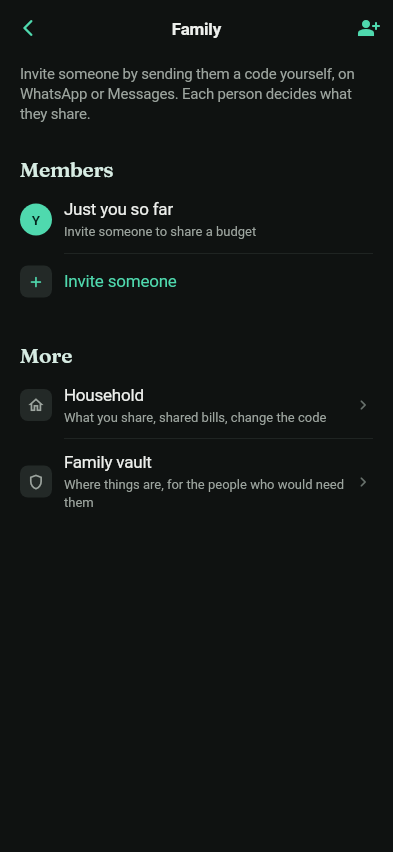 Family
Invite someone by sending them a code yourself, on
WhatsApp or Messages. Each person decides what
they share.
Members
Y
Just you so far
Invite someone to share a budget
Invite someone
More
Household
What you share, shared bills, change the code
Family vault
Where things are, for the people who would need
them